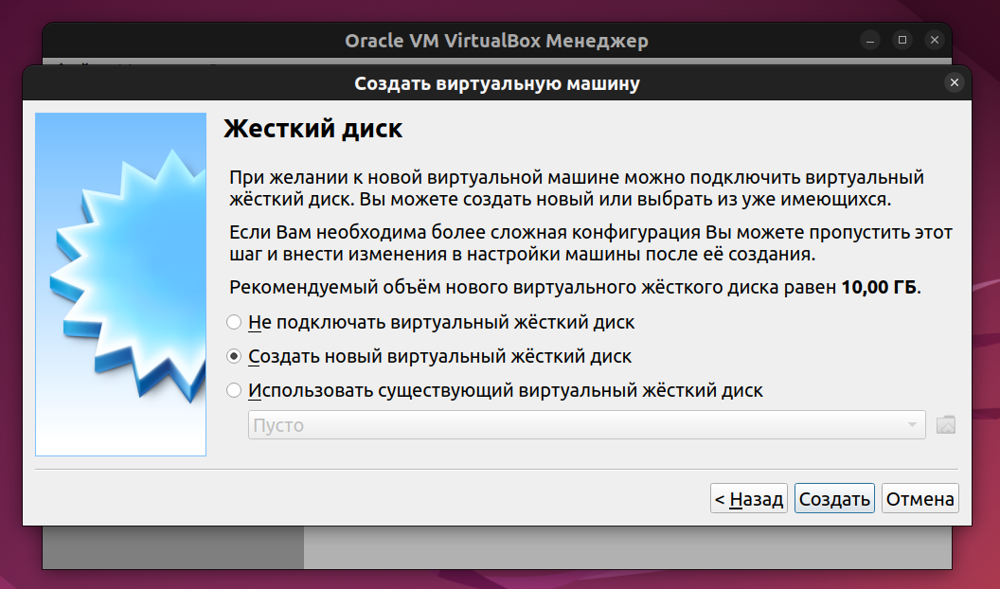 Oracle VM VirtualBox Менеджер
Создать виртуальную машину
Жесткий диск
При желании к новой виртуальной машине можно подключить виртуальный
жёсткий диск. Вы можете создать новый или выбрать из уже имеющихся.
Если Вам необходима более сложная конфигурация Вы можете пропустить этот
шаг и внести изменения в настройки машины после её создания.
Рекомендуемый объём нового виртуального жёсткого диска равен 10,00 ГБ.
Не подключать виртуальный жёсткий диск
Создать новый виртуальный жёсткий диск
Использовать существующий виртуальный жёсткий диск
Пусто
< Назад Создать Отмена